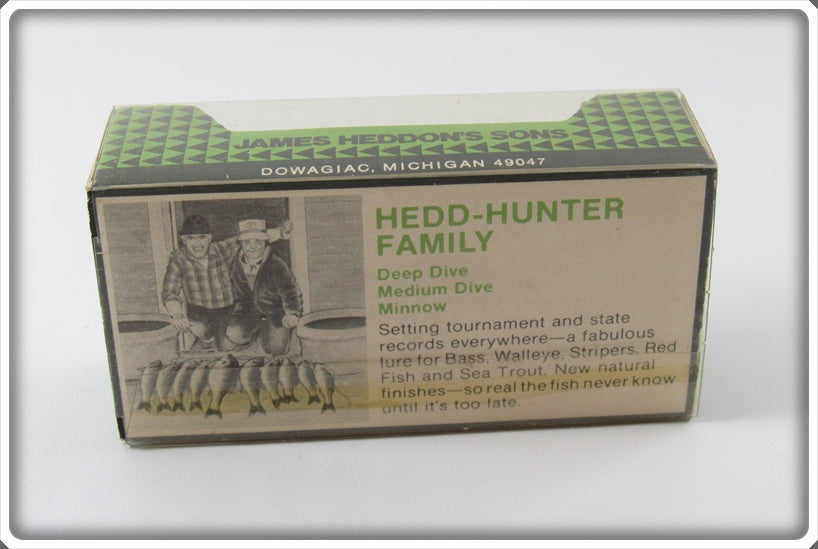 JAMES HEDDON'S SONS
DOWAGIAC, MICHIGAN 49047
HEDD-HUNTER
FAMILY
Deep Dive
Medium Dive
Minnow
Setting tournament and state
records everywhere—a fabulous
lure for Bass, Walleye, Stripers, Red
Fish and Sea Trout. New natural
finishes—so real the fish never know
until it's too late.